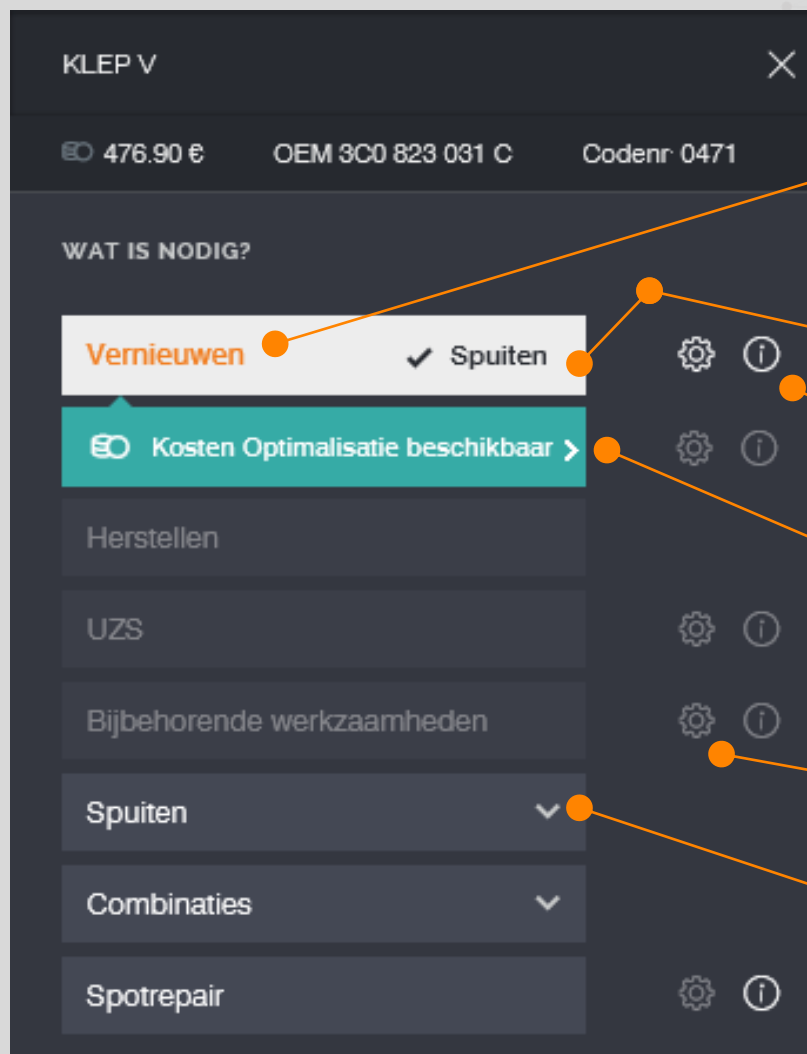 KLEP V
476.90 € OEM 3C0 823 031 C Codenr 0471
WAT IS NODIG?
Vernieuwen Spuiten
Kosten Optimalisatie beschikbaar
Herstellen
UZS
Bijbehorende werkzaamheden
Spuiten
Combinaties
Spotrepair